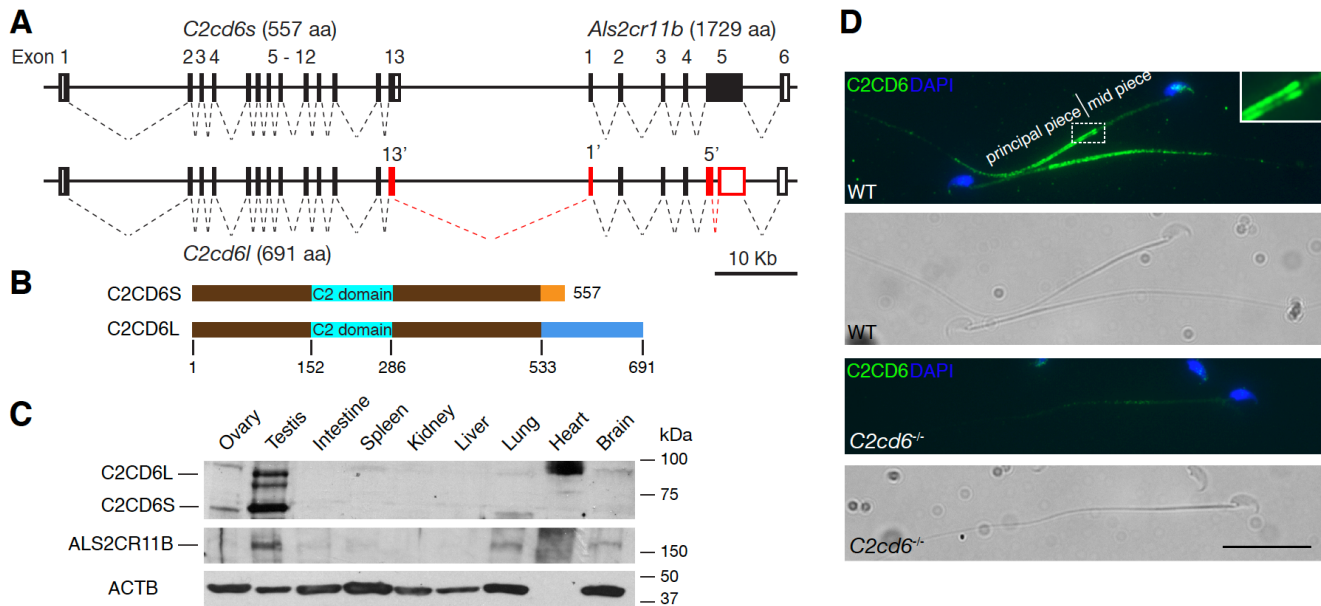 A
C2cd6s (557 aa)
Als2cr11b (1729 aa)
Exon 1 2 3 4 5 - 12 13 1 2 3 4 5 6
13' 1' 5'
C2cd6l (691 aa)
10 Kb
B
C2CD6S C2 domain 557
C2CD6L C2 domain
1 152 286 533 691
C
Ovary Testis Intestine Spleen Kidney Liver Lung Heart Brain
kDa
C2CD6L
100
75
C2CD6S
ALS2CR11B
150
ACTB
50
37
D
C2CD6 DAPI
principal piece | mid piece
WT
WT
C2CD6 DAPI
C2cd6-/-
C2cd6-/-